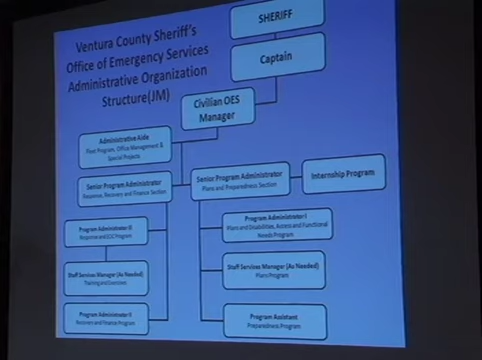 Ventura County Sheriff's
Office of Emergency Services
Administrative Organization
Structure(JM)
SHERIFF
Captain
Civilian OES
Manager
Administrative Aide
Fleet Program, Office Management &
Special Projects
Senior Program Administrator
Response, Recovery and Finance Section
Senior Program Administrator
Plans and Preparedness Section
Internship Program
Program Administrator II
Response and EOC Program
Staff Services Manager (As Needed)
Training and Exercises
Program Administrator II
Recovery and Finance Program
Program Administrator I
Plans and Disabilities, Access and Functional
Needs Program
Staff Services Manager (As Needed)
Plans Program
Program Assistant
Preparedness Program